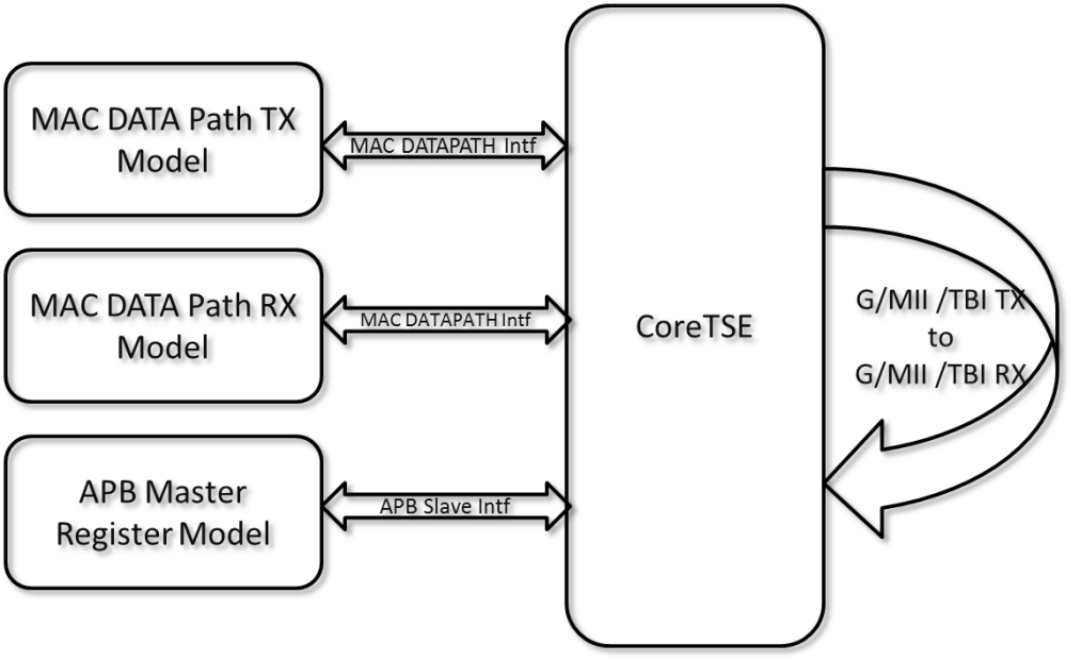 MAC DATA Path TX
Model
MAC DATAPATH Intf
MAC DATA Path RX
Model
MAC DATAPATH Intf
APB Master
Register Model
APB Slave Intf
CoreTSE
G/MII /TBI TX
to
G/MII /TBI RX